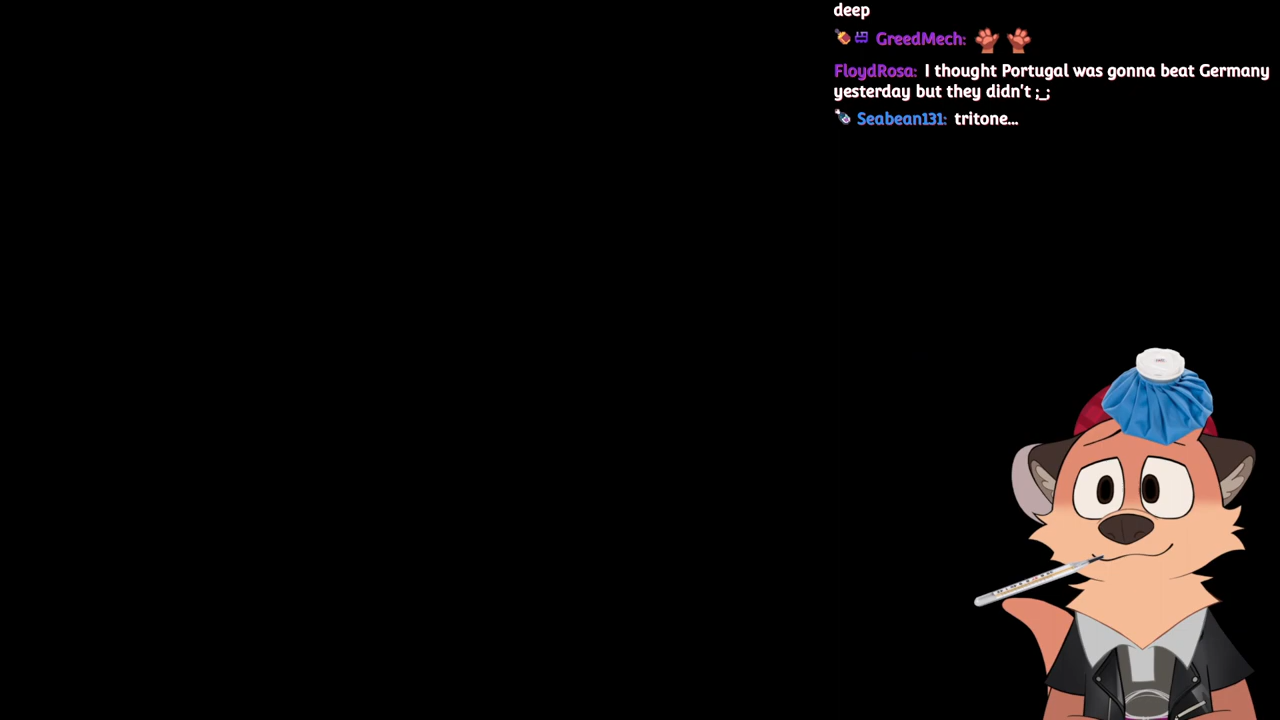 deep
GreedMech:
FloydRosa: I thought Portugal was gonna beat Germany
yesterday but they didn't ;_;
Seabean131: tritone...